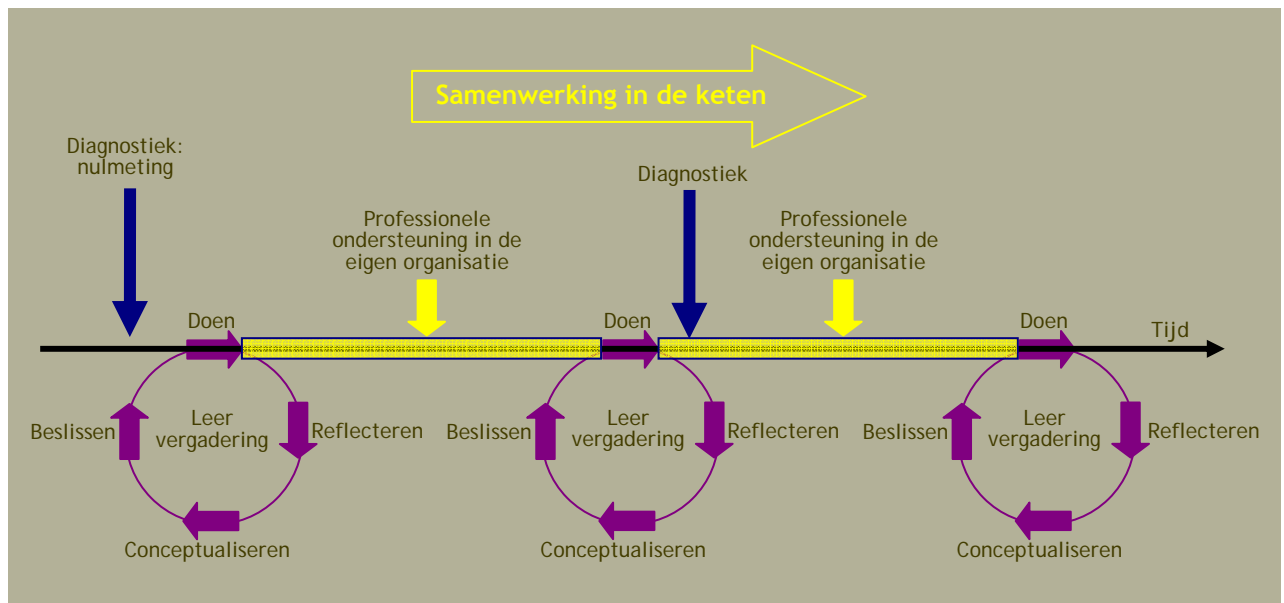 Samenwerking in de keten
Diagnostiek:
nulmeting
Diagnostiek
Professionele
ondersteuning in de
eigen organisatie
Professionele
ondersteuning in de
eigen organisatie
Doen
Doen
Doen
Tijd
Beslissen
Leer
vergadering
Reflecteren
Beslissen
Leer
vergadering
Reflecteren
Beslissen
Leer
vergadering
Reflecteren
Conceptualiseren
Conceptualiseren
Conceptualiseren